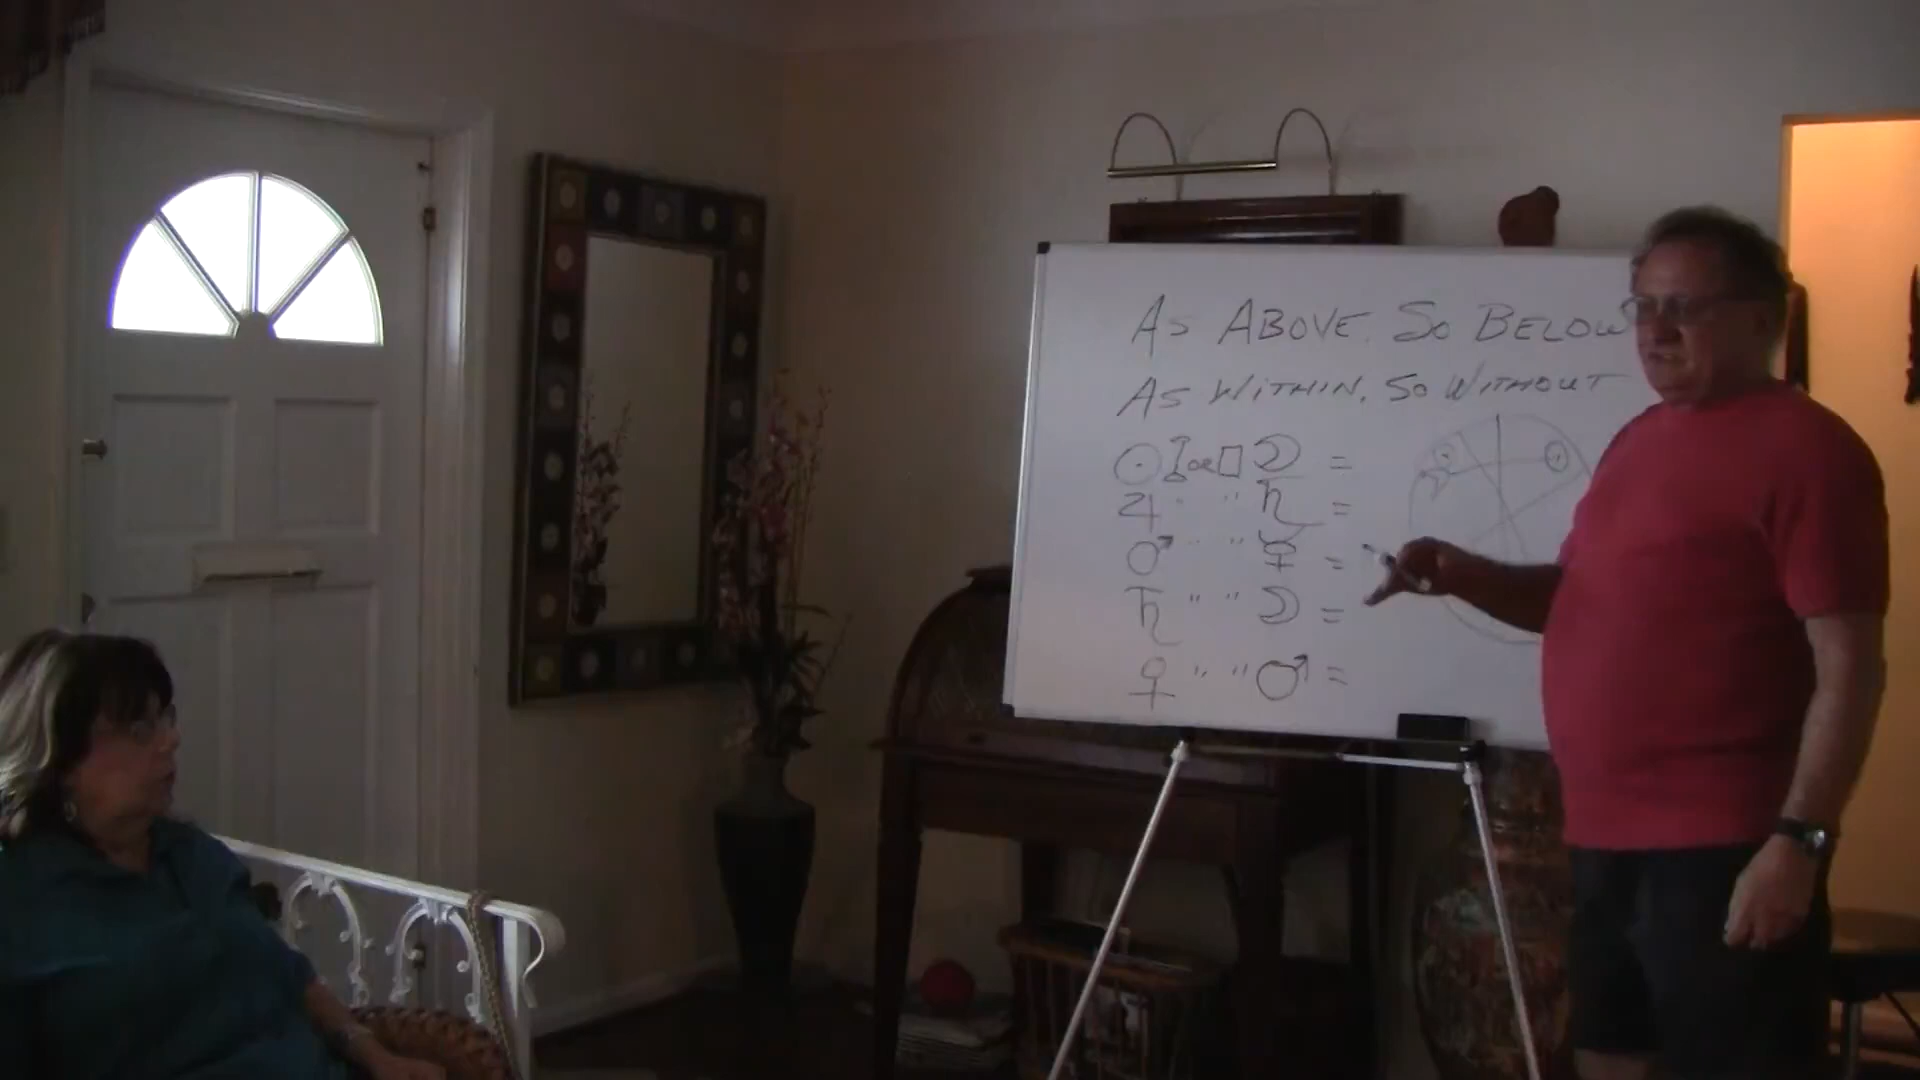 AS ABOVE, SO BELOW
AS WITHIN, SO WITHOUT
☉ ☍ OR □ ☽ =
♃ " " ♄ =
♂ " " ☿ =
♄ " " ☽ =
♀ " " ♂ =